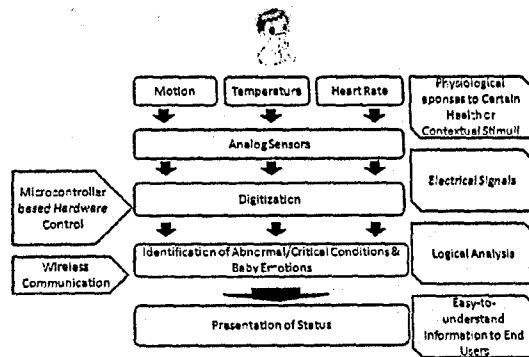 Motion
Temperature
Heart Rate
Physiological
sponses to Certain
Health or
Contextual Stimuli
Analog Sensors
Electrical Signals
Microcontroller
based Hardware
Control
Digitization
Identification of Abnormal/Critical Conditions &
Baby Emotions
Logical Analysis
Wireless
Communication
Presentation of Status
Easy-to-
understand
Information to End
Users